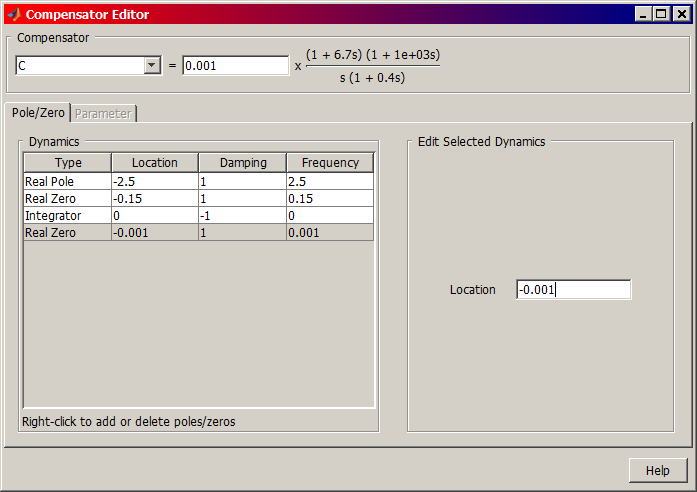 Compensator Editor
Compensator
C = 0.001 x (1 + 6.7s) (1 + 1e+03s)
s (1 + 0.4s)
Pole/Zero Parameter
Dynamics
Type Location Damping Frequency
Real Pole -2.5 1 2.5
Real Zero -0.15 1 0.15
Integrator 0 -1 0
Real Zero -0.001 1 0.001
Right-click to add or delete poles/zeros
Edit Selected Dynamics
Location -0.001
Help